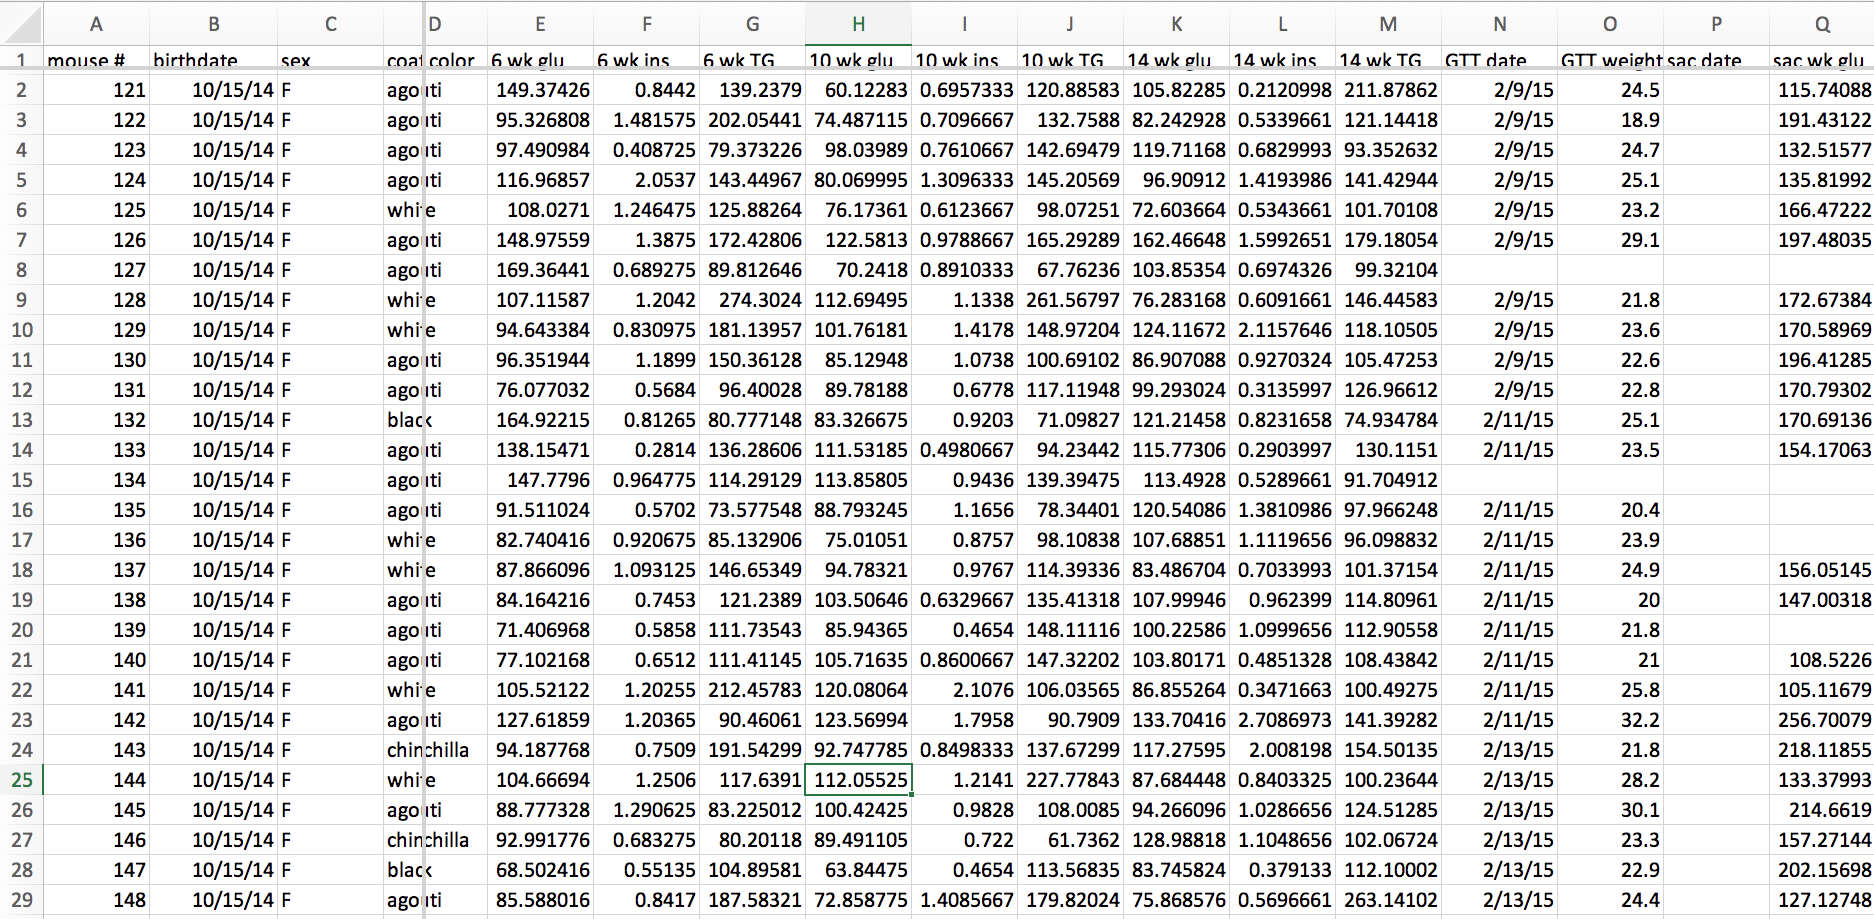 A B C D E F G H I J K L M N O P Q
1 mouse # birthdate sex coat color 6 wk glu 6 wk ins 6 wk TG 10 wk glu 10 wk ins 10 wk TG 14 wk glu 14 wk ins 14 wk TG GTT date GTT weight sac date sac wk glu
2 121 10/15/14 F agouti 149.37426 0.8442 139.2379 60.12283 0.6957333 120.88583 105.82285 0.2120998 211.87862 2/9/15 24.5 115.74088
3 122 10/15/14 F agouti 95.326808 1.481575 202.05441 74.487115 0.7096667 132.7588 82.242928 0.5339661 121.14418 2/9/15 18.9 191.43122
4 123 10/15/14 F agouti 97.490984 0.408725 79.373226 98.03989 0.7610667 142.69479 119.71168 0.6829993 93.352632 2/9/15 24.7 132.51577
5 124 10/15/14 F agouti 116.96857 2.0537 143.44967 80.069995 1.3096333 145.20569 96.90912 1.4193986 141.42944 2/9/15 25.1 135.81992
6 125 10/15/14 F white 108.0271 1.246475 125.88264 76.17361 0.6123667 98.07251 72.603664 0.5343661 101.70108 2/9/15 23.2 166.47222
7 126 10/15/14 F agouti 148.97559 1.3875 172.42806 122.5813 0.9788667 165.29289 162.46648 1.5992651 179.18054 2/9/15 29.1 197.48035
8 127 10/15/14 F agouti 169.36441 0.689275 89.812646 70.2418 0.8910333 67.76236 103.85354 0.6974326 99.32104
9 128 10/15/14 F white 107.11587 1.2042 274.3024 112.69495 1.1338 261.56797 76.283168 0.6091661 146.44583 2/9/15 21.8 172.67384
10 129 10/15/14 F white 94.643384 0.830975 181.13957 101.76181 1.4178 148.97204 124.11672 2.1157646 118.10505 2/9/15 23.6 170.58969
11 130 10/15/14 F agouti 96.351944 1.1899 150.36128 85.12948 1.0738 100.69102 86.907088 0.9270324 105.47253 2/9/15 22.6 196.41285
12 131 10/15/14 F agouti 76.077032 0.5684 96.40028 89.78188 0.6778 117.11948 99.293024 0.3135997 126.96612 2/9/15 22.8 170.79302
13 132 10/15/14 F black 164.92215 0.81265 80.777148 83.326675 0.9203 71.09827 121.21458 0.8231658 74.934784 2/11/15 25.1 170.69136
14 133 10/15/14 F agouti 138.15471 0.2814 136.28606 111.53185 0.4980667 94.23442 115.77306 0.2903997 130.1151 2/11/15 23.5 154.17063
15 134 10/15/14 F agouti 147.7796 0.964775 114.29129 113.85805 0.9436 139.39475 113.4928 0.5289661 91.704912
16 135 10/15/14 F agouti 91.511024 0.5702 73.577548 88.793245 1.1656 78.34401 120.54086 1.3810986 97.966248 2/11/15 20.4
17 136 10/15/14 F white 82.740416 0.920675 85.132906 75.01051 0.8757 98.10838 107.68851 1.1119656 96.098832 2/11/15 23.9
18 137 10/15/14 F white 87.866096 1.093125 146.65349 94.78321 0.9767 114.39336 83.486704 0.7033993 101.37154 2/11/15 24.9 156.05145
19 138 10/15/14 F agouti 84.164216 0.7453 121.2389 103.50646 0.6329667 135.41318 107.99946 0.962399 114.80961 2/11/15 20 147.00318
20 139 10/15/14 F agouti 71.406968 0.5858 111.73543 85.94365 0.4654 148.11116 100.22586 1.0999656 112.90558 2/11/15 21.8
21 140 10/15/14 F agouti 77.102168 0.6512 111.41145 105.71635 0.8600667 147.32202 103.80171 0.4851328 108.43842 2/11/15 21 108.5226
22 141 10/15/14 F white 105.52122 1.20255 212.45783 120.08064 2.1076 106.03565 86.855264 0.3471663 100.49275 2/11/15 25.8 105.11679
23 142 10/15/14 F agouti 127.61859 1.20365 90.46061 123.56994 1.7958 90.7909 133.70416 2.7086973 141.39282 2/11/15 32.2 256.70079
24 143 10/15/14 F chinchilla 94.187768 0.7509 191.54299 92.747785 0.8498333 137.67299 117.27595 2.008198 154.50135 2/13/15 21.8 218.11855
25 144 10/15/14 F white 104.66694 1.2506 117.6391 112.05525 1.2141 227.77843 87.684448 0.8403325 100.23644 2/13/15 28.2 133.37993
26 145 10/15/14 F agouti 88.777328 1.290625 83.225012 100.42425 0.9828 108.0085 94.266096 1.0286656 124.51285 2/13/15 30.1 214.6619
27 146 10/15/14 F chinchilla 92.991776 0.683275 80.20118 89.491105 0.722 61.7362 128.98818 1.1048656 102.06724 2/13/15 23.3 157.27144
28 147 10/15/14 F black 68.502416 0.55135 104.89581 63.84475 0.4654 113.56835 83.745824 0.379133 112.10002 2/13/15 22.9 202.15698
29 148 10/15/14 F agouti 85.588016 0.8417 187.58321 72.858775 1.4085667 179.82024 75.868576 0.5696661 263.14102 2/13/15 24.4 127.12748